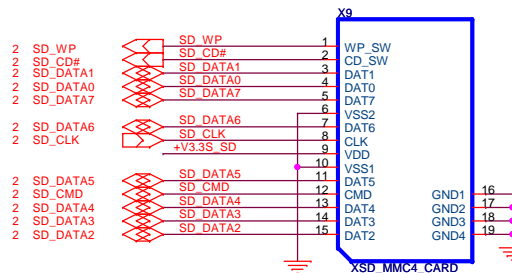 X9
2 SD_WP SD_WP 1 WP_SW
2 SD_CD# SD_CD# 2 CD_SW
2 SD_DATA1 SD_DATA1 3 DAT1
2 SD_DATA0 SD_DATA0 4 DAT0
2 SD_DATA7 SD_DATA7 5 DAT7
6 VSS2
2 SD_DATA6 SD_DATA6 7 DAT6
2 SD_CLK SD_CLK 8 CLK
+V3.3S_SD 9 VDD
10 VSS1
2 SD_DATA5 SD_DATA5 11 DAT5
2 SD_CMD SD_CMD 12 CMD GND1 16
2 SD_DATA4 SD_DATA4 13 DAT4 GND2 17
2 SD_DATA3 SD_DATA3 14 DAT3 GND3 18
2 SD_DATA2 SD_DATA2 15 DAT2 GND4 19
XSD_MMC4_CARD